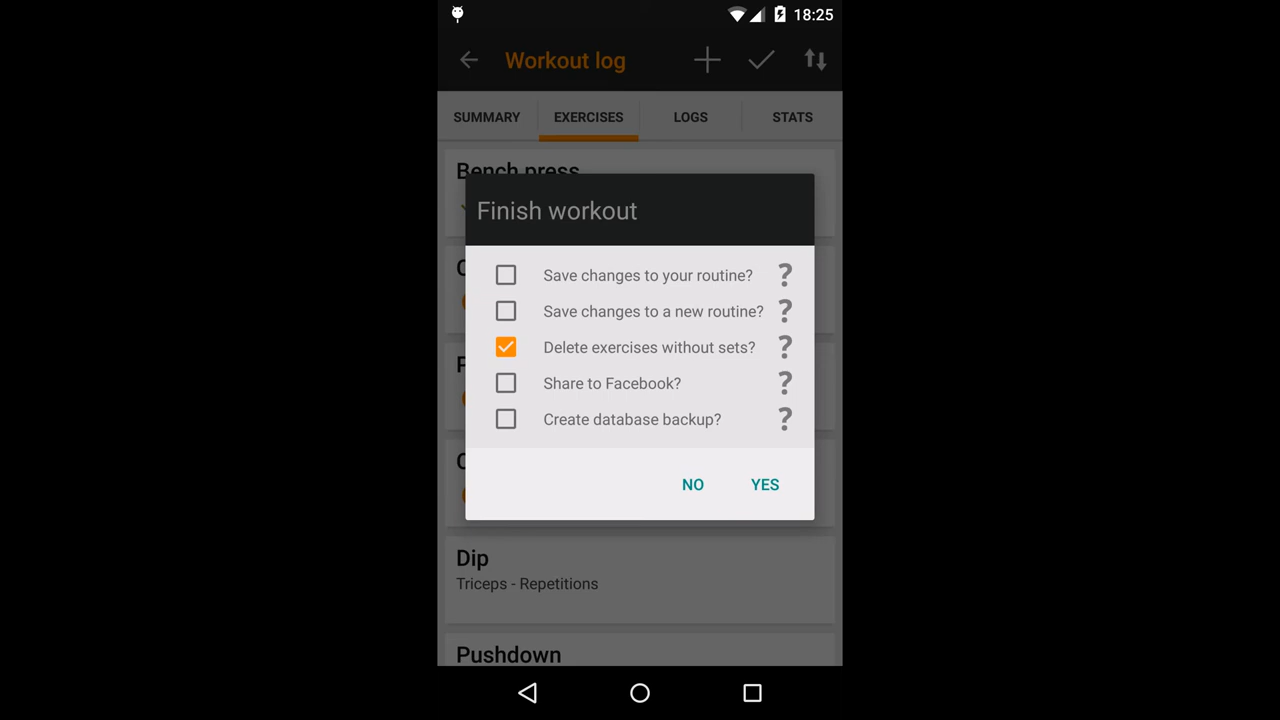 18:25
Workout log
SUMMARY
EXERCISES
LOGS
STATS
Bench press
Finish workout
Save changes to your routine? ?
Save changes to a new routine? ?
Delete exercises without sets? ?
Share to Facebook? ?
Create database backup? ?
NO
YES
Dip
Triceps - Repetitions
Pushdown